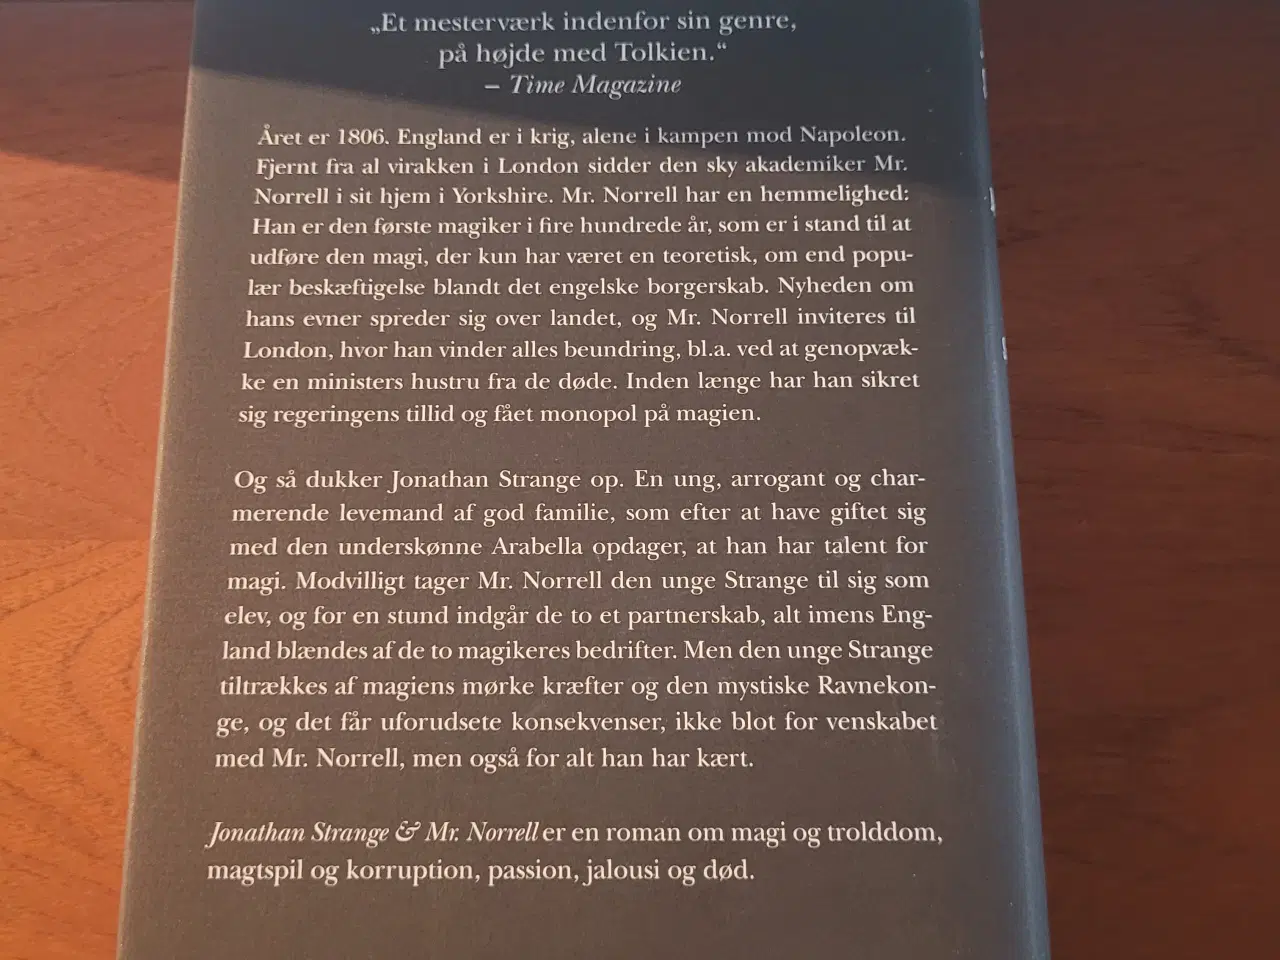 „Et mesterværk indenfor sin genre,
på højde med Tolkien.“
– Time Magazine
Året er 1806. England er i krig, alene i kampen mod Napoleon.
Fjernt fra al virakken i London sidder den sky akademiker Mr.
Norrell i sit hjem i Yorkshire. Mr. Norrell har en hemmelighed:
Han er den første magiker i fire hundrede år, som er i stand til at
udføre den magi, der kun har været en teoretisk, om end popu-
lær beskæftigelse blandt det engelske borgerskab. Nyheden om
hans evner spreder sig over landet, og Mr. Norrell inviteres til
London, hvor han vinder alles beundring, bl.a. ved at genopvæk-
ke en ministers hustru fra de døde. Inden længe har han sikret
sig regeringens tillid og fået monopol på magien.
Og så dukker Jonathan Strange op. En ung, arrogant og char-
merende levemand af god familie, som efter at have giftet sig
med den underskønne Arabella opdager, at han har talent for
magi. Modvilligt tager Mr. Norrell den unge Strange til sig som
elev, og for en stund indgår de to et partnerskab, alt imens Eng-
land blændes af de to magikeres bedrifter. Men den unge Strange
tiltrækkes af magiens mørke kræfter og den mystiske Ravnekon-
ge, og det får uforudsete konsekvenser, ikke blot for venskabet
med Mr. Norrell, men også for alt han har kært.
Jonathan Strange & Mr. Norrell er en roman om magi og trolddom,
magtspil og korruption, passion, jalousi og død.